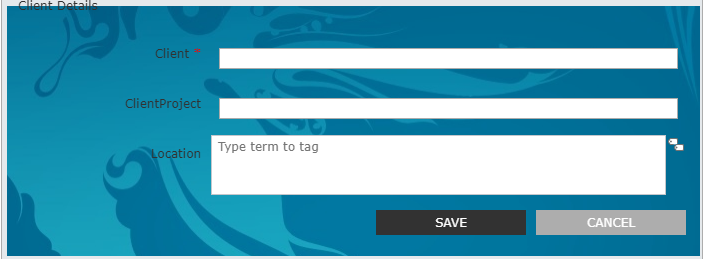 Client Details
Client *
ClientProject
Location
Type term to tag
SAVE
CANCEL